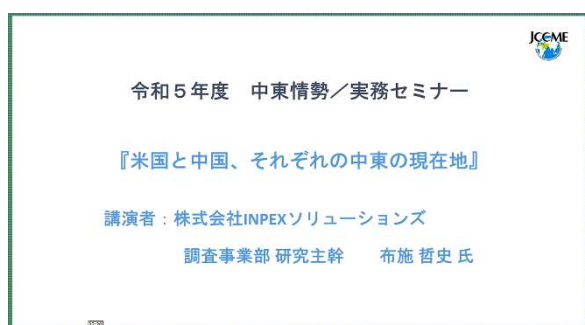 JCCME
令和５年度　中東情勢／実務セミナー
『米国と中国、それぞれの中東の現在地』
講演者：株式会社INPEXソリューションズ
調査事業部 研究主幹　　布施 哲史 氏